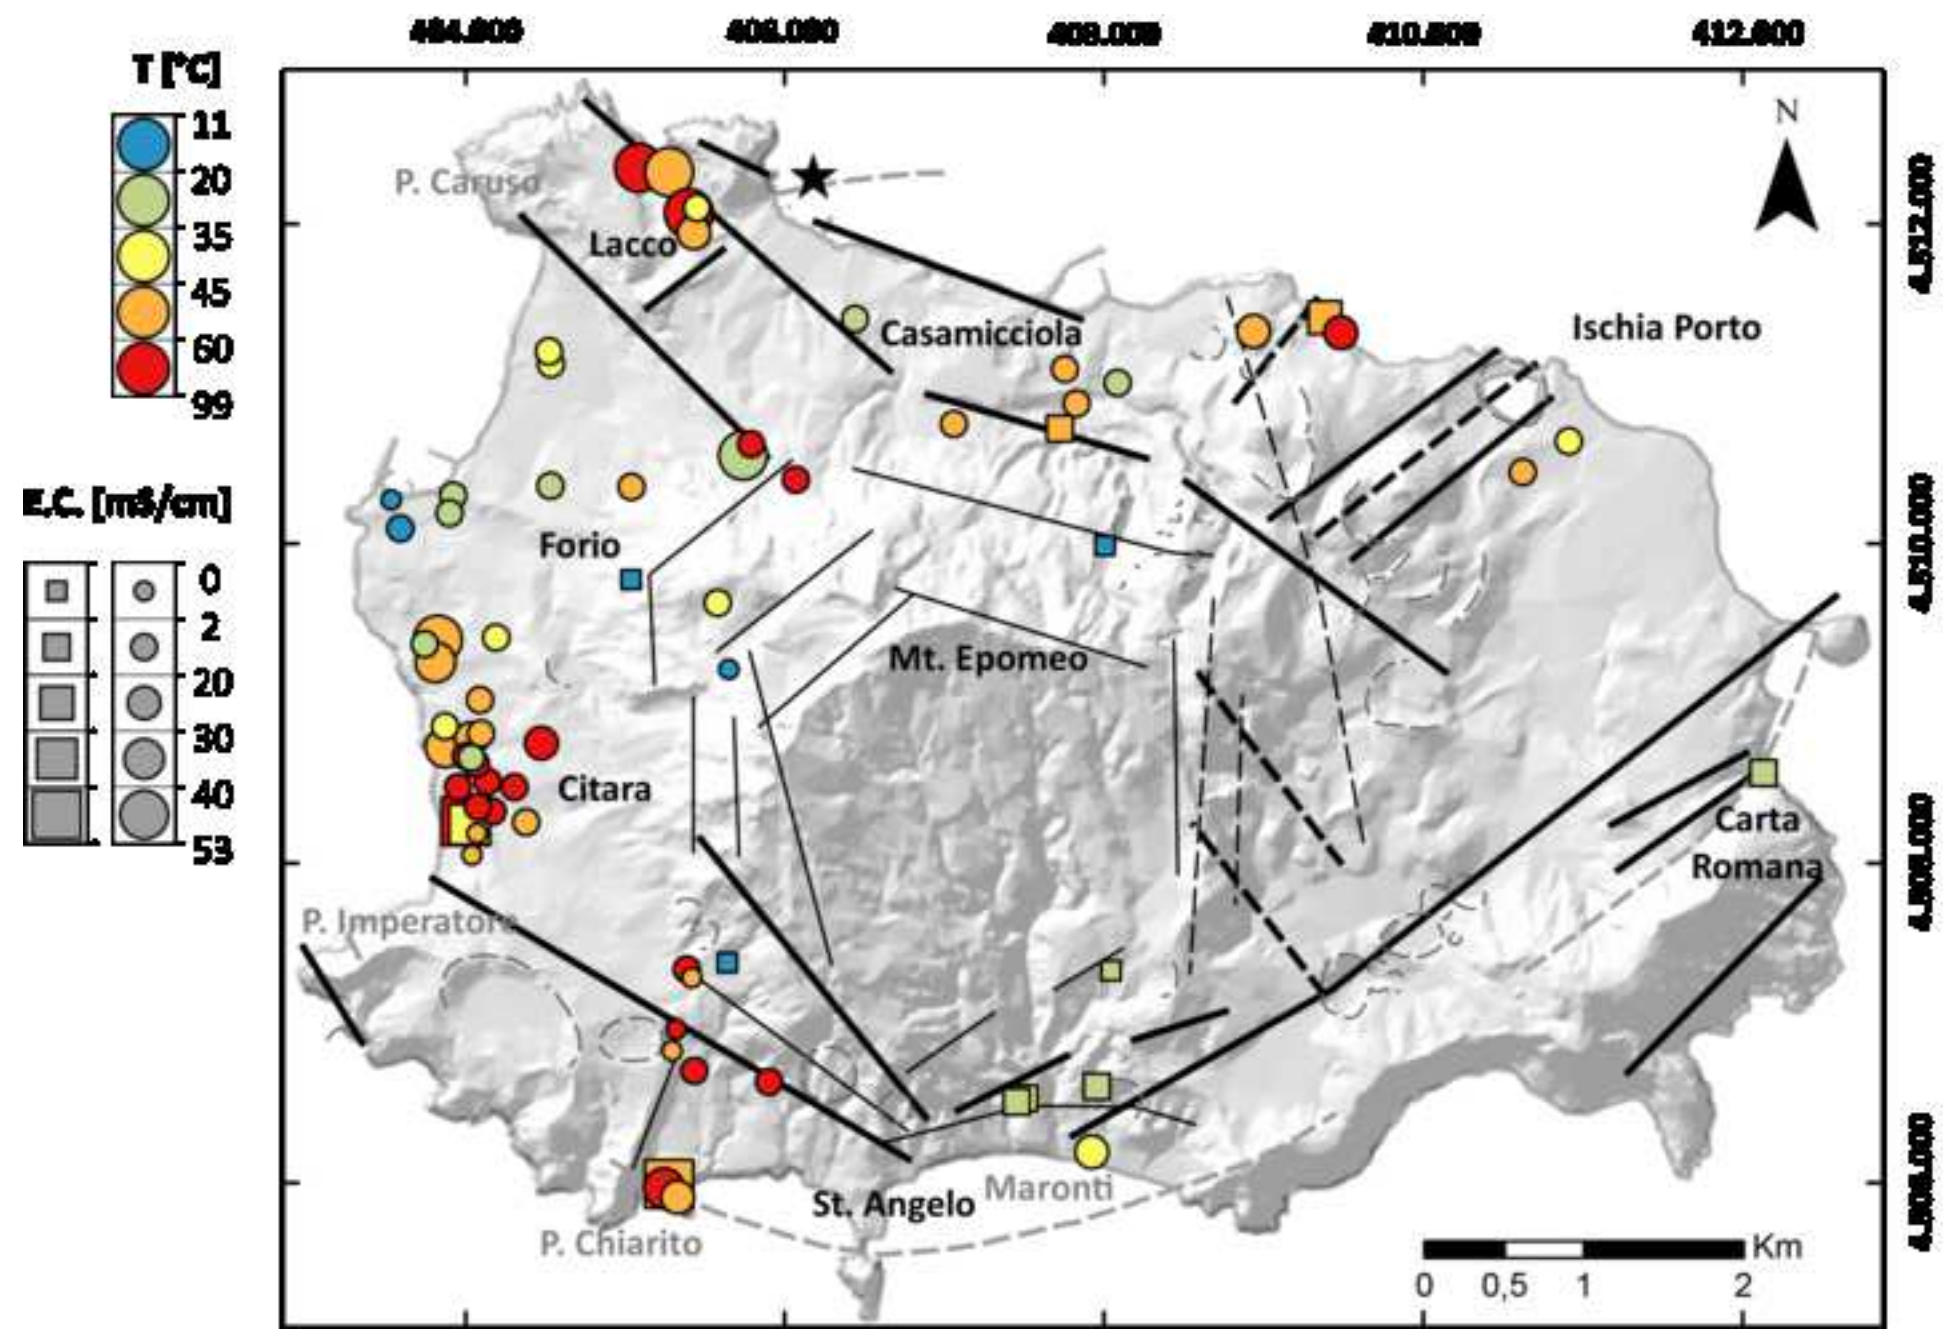 404.000 406.000 408.000 410.000 412.000
T [°C]
11
20
35
45
60
99
E.C. [mS/cm]
0
2
20
30
40
53
N
P. Caruso
Lacco
Casamicciola
Ischia Porto
Forio
Mt. Epomeo
Citara
Carta
Romana
P. Imperatore
St. Angelo
Maronti
P. Chiarito
Km
0 0,5 1 2
4.512.000
4.510.000
4.508.000
4.506.000